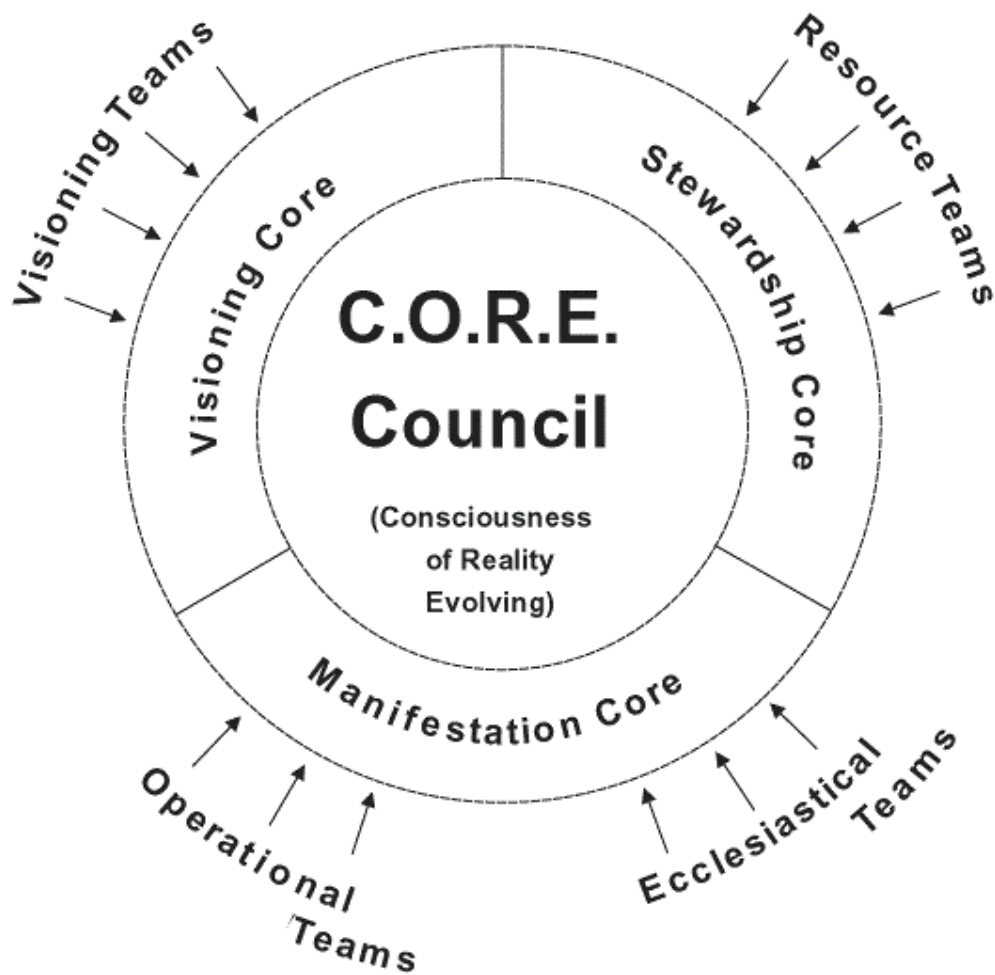 Visioning Teams
Resource Teams
Visioning Core
Stewardship Core
C.O.R.E.
Council
(Consciousness
of Reality
Evolving)
Manifestation Core
Operational
Teams
Ecclesiastical
Teams